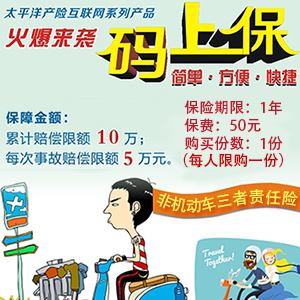 太平洋产险互联网系列产品
火爆来袭
码上保
简单·方便·快捷
保障金额：
累计赔偿限额 10 万；
每次事故赔偿限额 5 万元。
保险期限：1年
保费：50元
购买份数：1份
（每人限购一份）
非机动车三者责任险
Travel
Together!